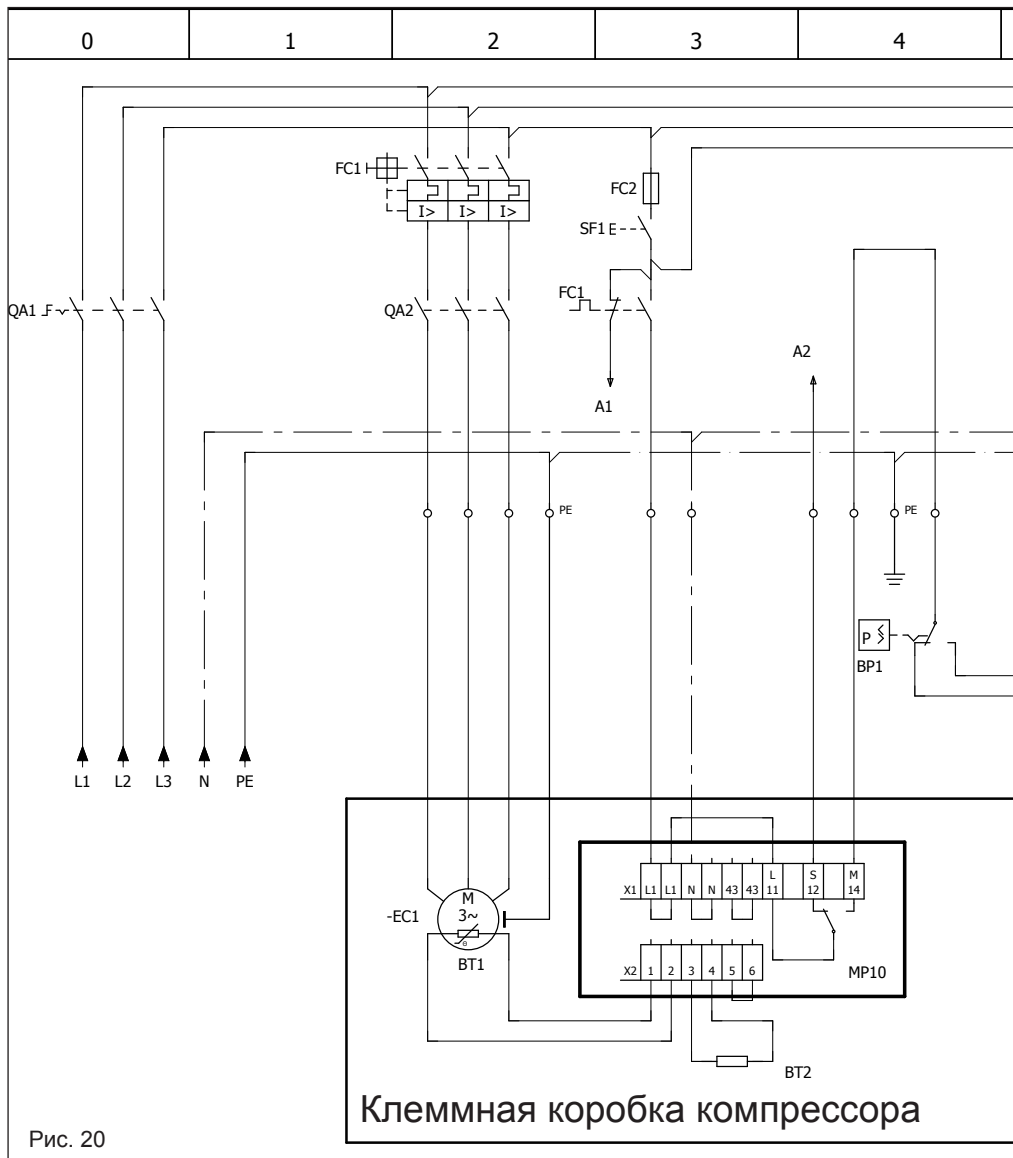 0 1 2 3 4
FC1
I> I> I>
FC2
SF1
QA1
QA2
FC1
A1
A2
PE
PE
P
BP1
L1 L2 L3 N PE
-EC1
M
3~
θ
BT1
L S M
X1 L1 L1 N N 43 43 11 12 14
X2 1 2 3 4 5 6
MP10
BT2
Клеммная коробка компрессора
Рис. 20